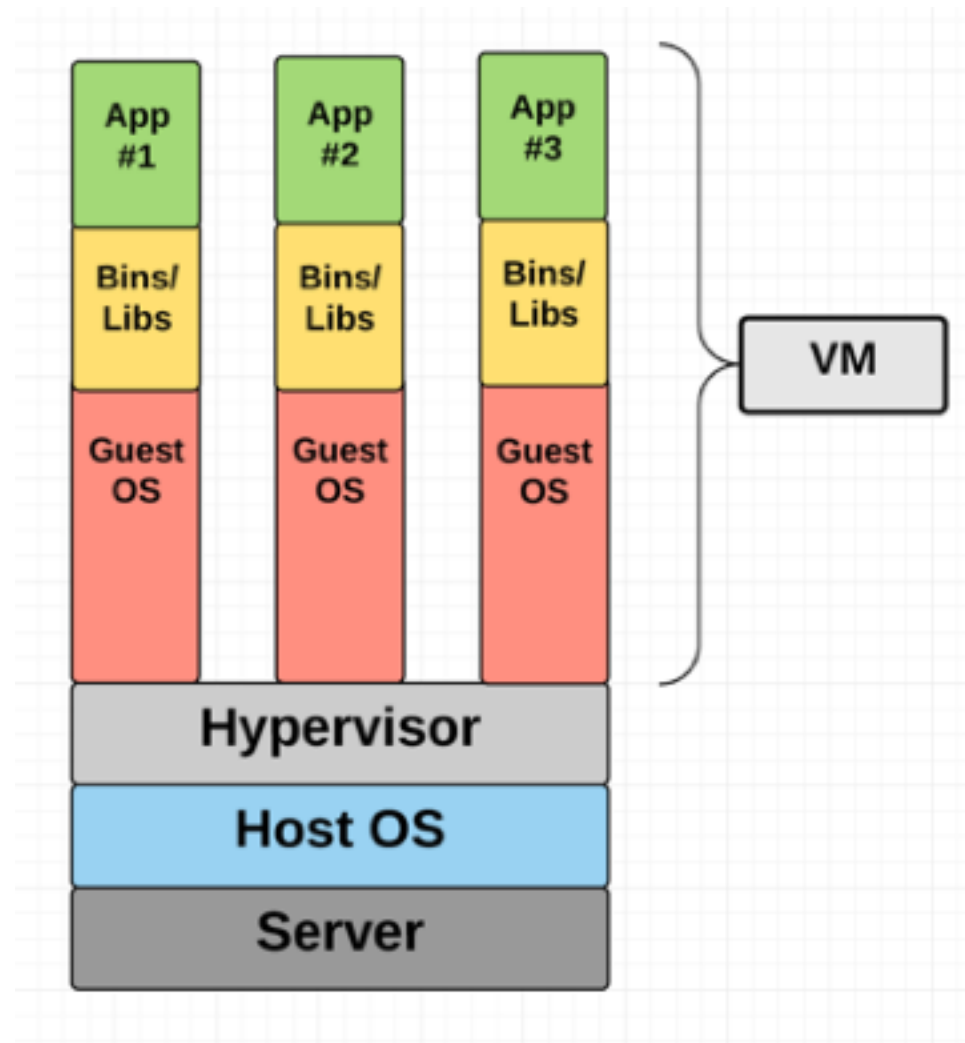 App
#1
App
#2
App
#3
Bins/
Libs
Bins/
Libs
Bins/
Libs
VM
Guest
OS
Guest
OS
Guest
OS
Hypervisor
Host OS
Server